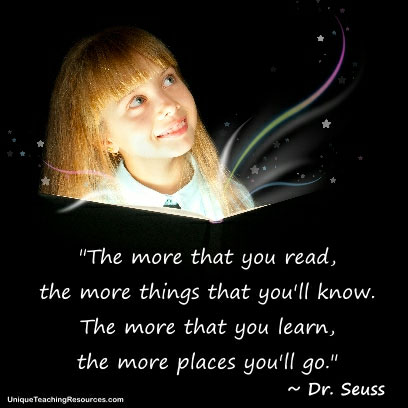 "The more that you read,
the more things that you'll know.
The more that you learn,
the more places you'll go."
~ Dr. Seuss
UniqueTeachingResources.com